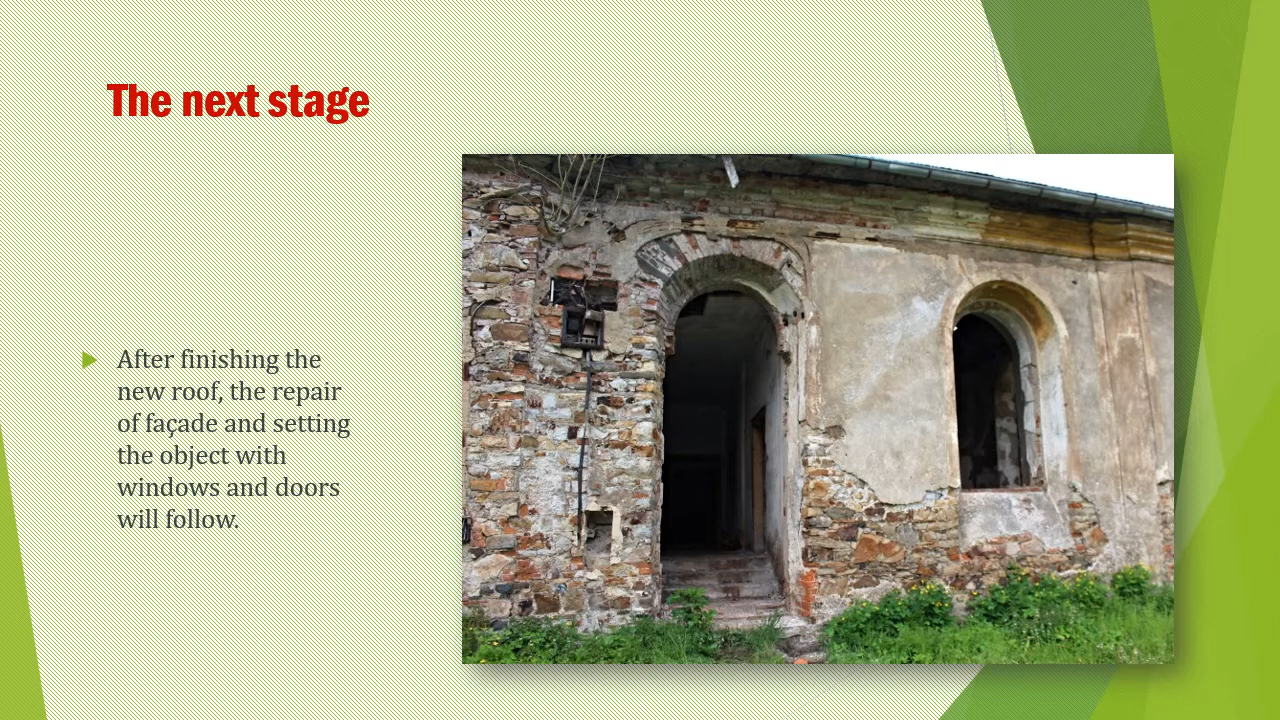 The next stage
After finishing the
new roof, the repair
of façade and setting
the object with
windows and doors
will follow.